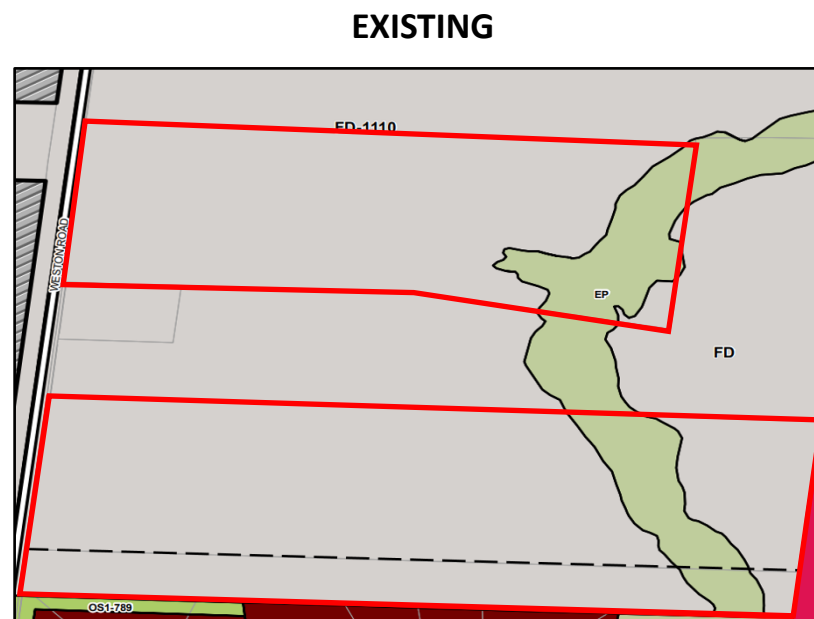 EXISTING
FD-1110
WESTON ROAD
EP
FD
OS1-789